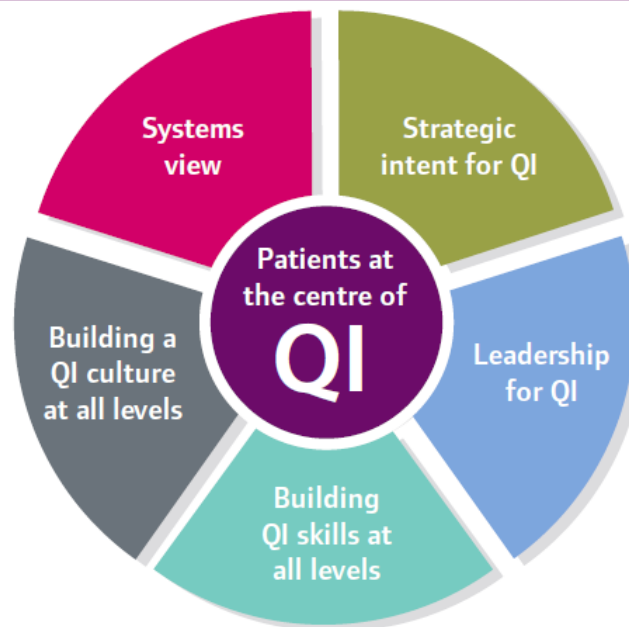 Systems
view
Strategic
intent for QI
Patients at
the centre of
QI
Building a
QI culture
at all levels
Leadership
for QI
Building
QI skills at
all levels